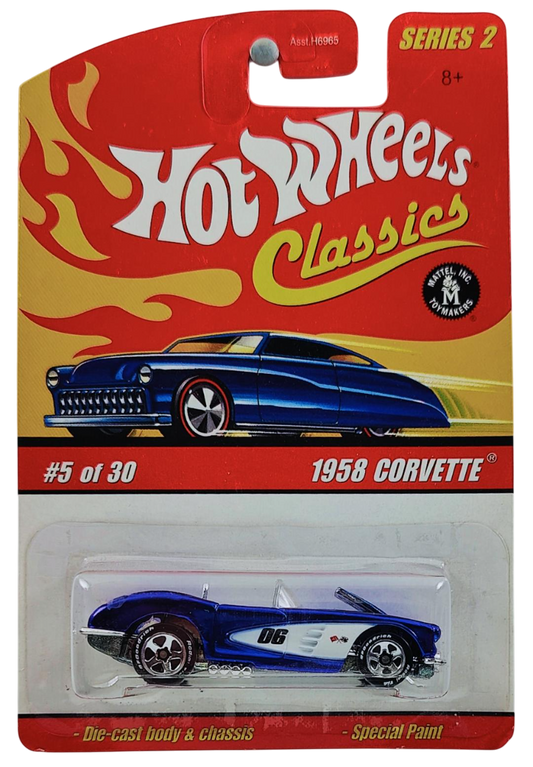 Asst.H6965
SERIES 2
8+
Hot Wheels®
Classics
MATTEL, INC.
M
TOYMAKERS
#5 of 30
1958 CORVETTE®
06
- Die-cast body & chassis
- Special Paint